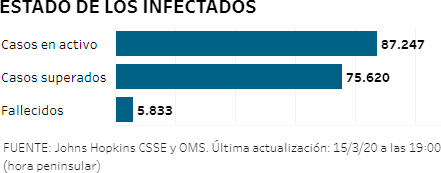 ESTADO DE LOS INFECTADOS
Casos en activo 87.247
Casos superados 75.620
Fallecidos 5.833
FUENTE: Johns Hopkins CSSE y OMS. Última actualización: 15/3/20 a las 19:00
(hora peninsular)